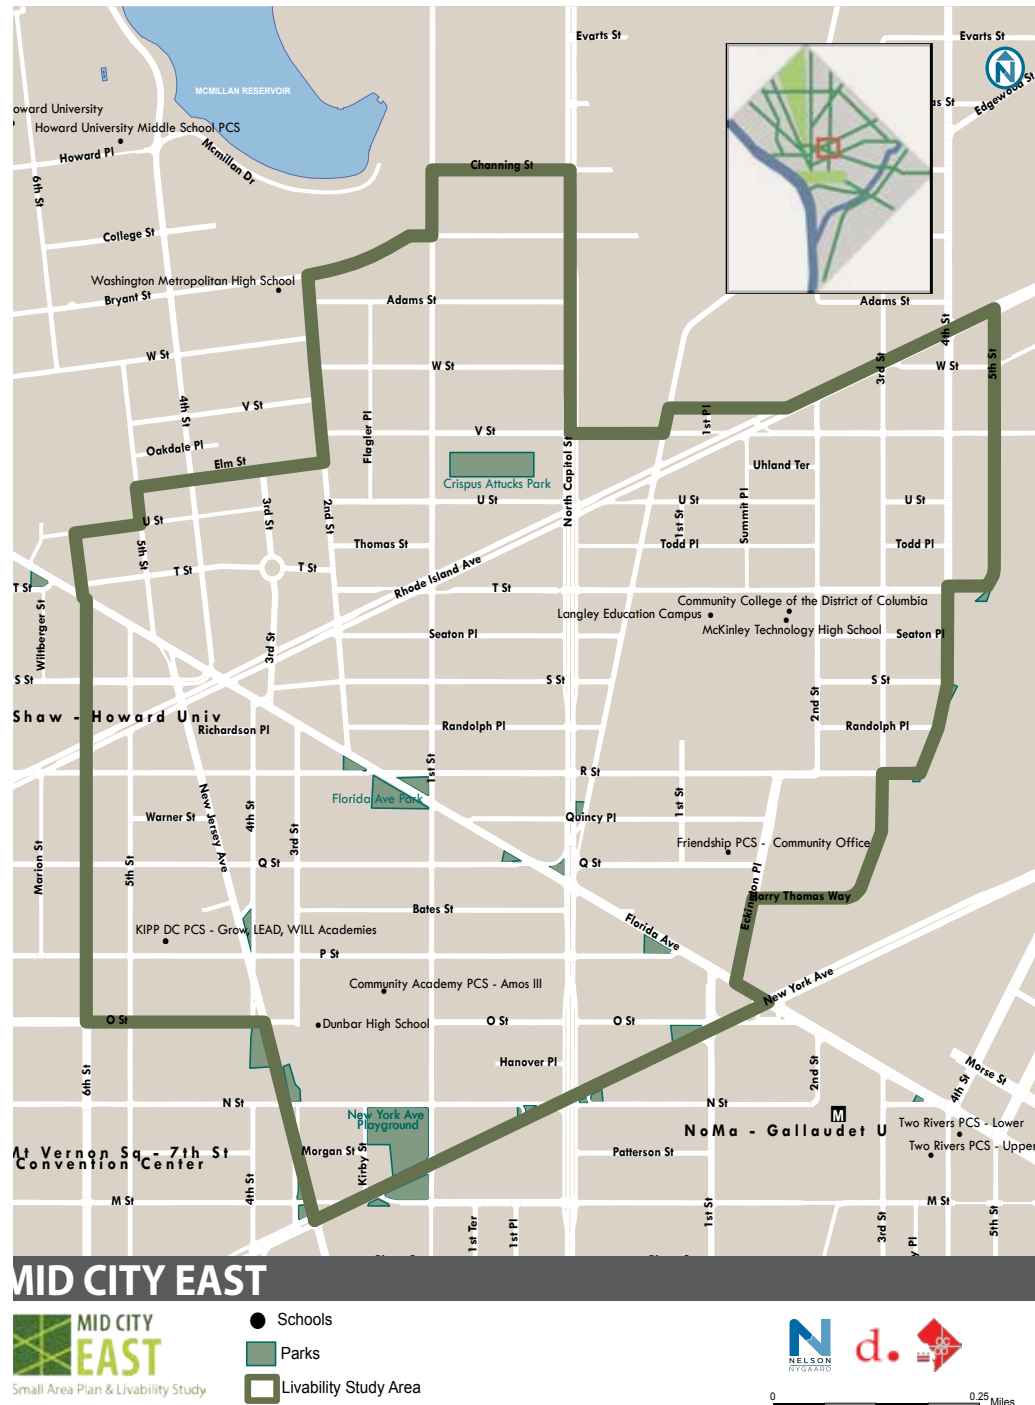 Evarts St
Evarts St
MCMILLAN RESERVOIR
as St
Edgewood St
N
oward University
Howard University Middle School PCS
Howard Pl
Mcmillan Dr
Channing St
6th St
College St
Washington Metropolitan High School
Bryant St
Adams St
Adams St
4th St
W St
W St
W St
3rd St
5th St
4th St
V St
Flagler Pl
V St
1st Pl
Oakdale Pl
Elm St
North Capitol St
Uhland Ter
Crispus Attucks Park
3rd St
2nd St
U St
U St
U St
1st St
Summit Pl
U St
5th St
Thomas St
Todd Pl
Todd Pl
T St
T St
T St
Rhode Island Ave
T St
Wiltberger St
Community College of the District of Columbia
Langley Education Campus
McKinley Technology High School
Seaton Pl
Seaton Pl
3rd St
S St
S St
S St
2nd St
Shaw - Howard Univ
Richardson Pl
Randolph Pl
Randolph Pl
1st St
R St
New Jersey Ave
Florida Ave Park
4th St
1st St
Warner St
3rd St
Quincy Pl
Marion St
5th St
Friendship PCS - Community Office
Q St
Q St
Eckington Pl
Harry Thomas Way
Bates St
Florida Ave
KIPP DC PCS - Grow, LEAD, WILL Academies
P St
New York Ave
Community Academy PCS - Amos III
O St
Dunbar High School
O St
O St
Hanover Pl
6th St
2nd St
Morse St
4th St
N St
N St
M
New York Ave
Playground
NoMa - Gallaudet U
Two Rivers PCS - Lower
Two Rivers PCS - Upper
Mt Vernon Sq - 7th St
Convention Center
Morgan St
Kirby St
Patterson St
4th St
M St
M St
1st Ter
1st Pl
1st St
3rd St
5th St
Pl
MID CITY EAST
MID CITY
EAST
Small Area Plan & Livability Study
Schools
Parks
Livability Study Area
N
NELSON
NYGAARD
d.
0
0.25
Miles